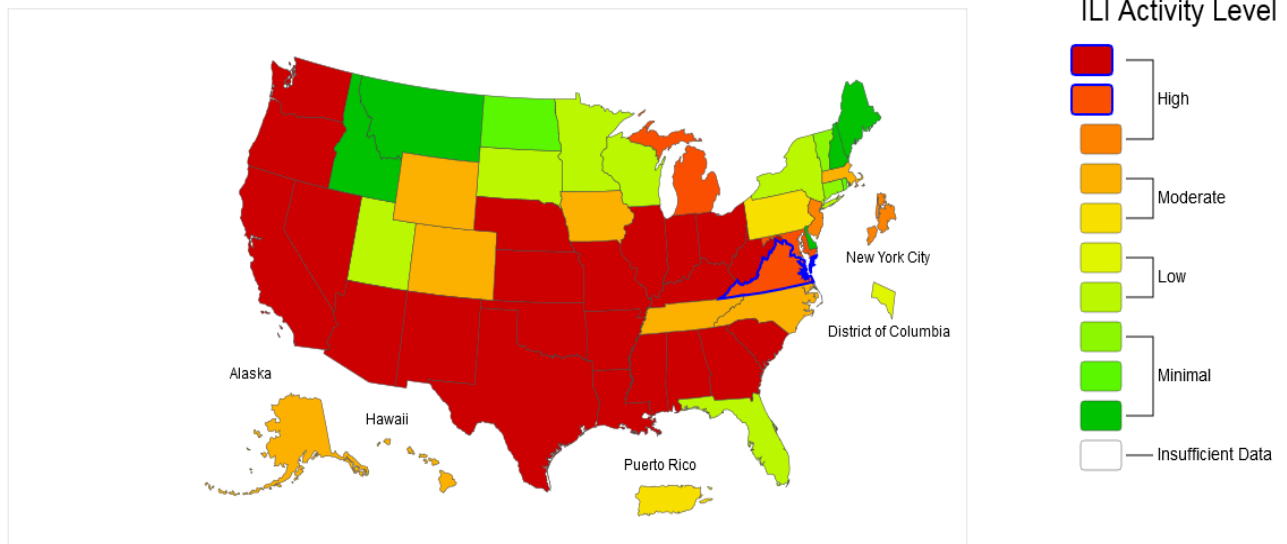 ILI Activity Level
High
Moderate
New York City
Low
District of Columbia
Alaska
Minimal
Hawaii
Insufficient Data
Puerto Rico